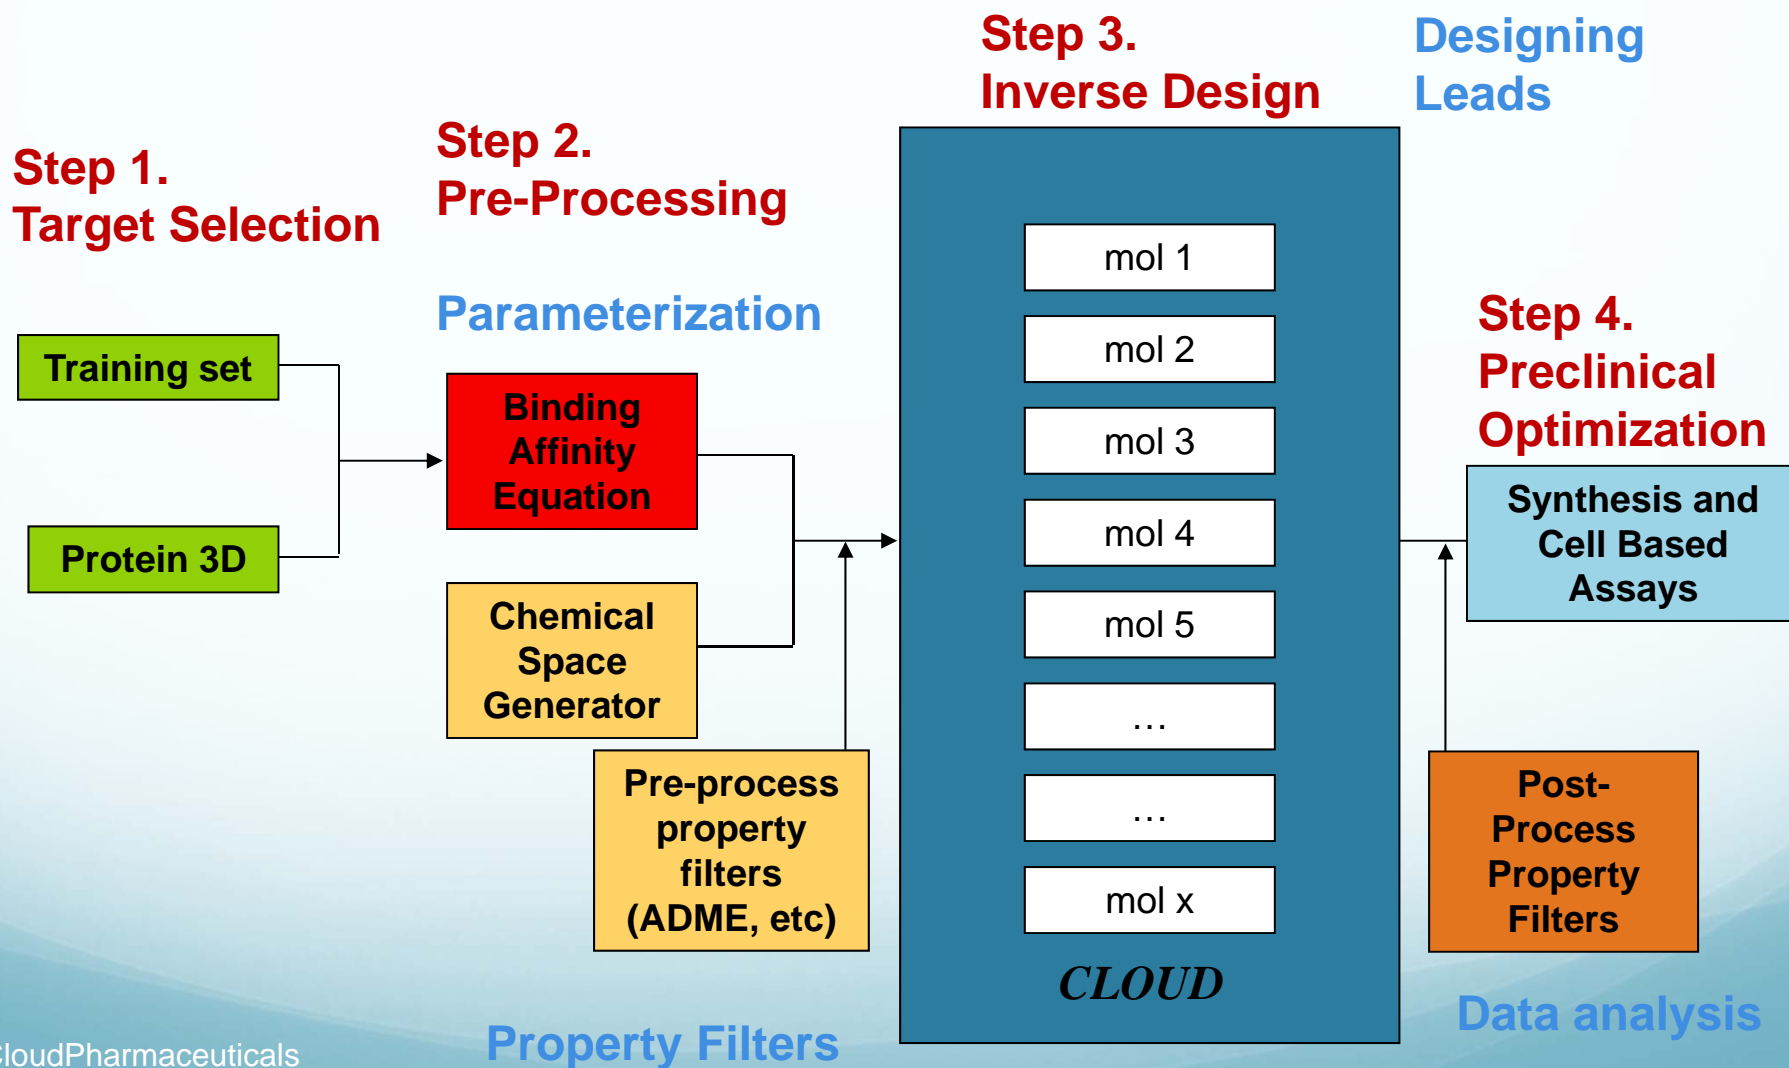 Step 1.
Target Selection
Training set
Protein 3D
Step 2.
Pre-Processing
Parameterization
Binding
Affinity
Equation
Chemical
Space
Generator
Pre-process
property
filters
(ADME, etc)
Property Filters
Step 3.
Inverse Design
mol 1
mol 2
mol 3
mol 4
mol 5
…
…
mol x
CLOUD
Designing
Leads
Step 4.
Preclinical
Optimization
Synthesis and
Cell Based
Assays
Post-
Process
Property
Filters
Data analysis
CloudPharmaceuticals